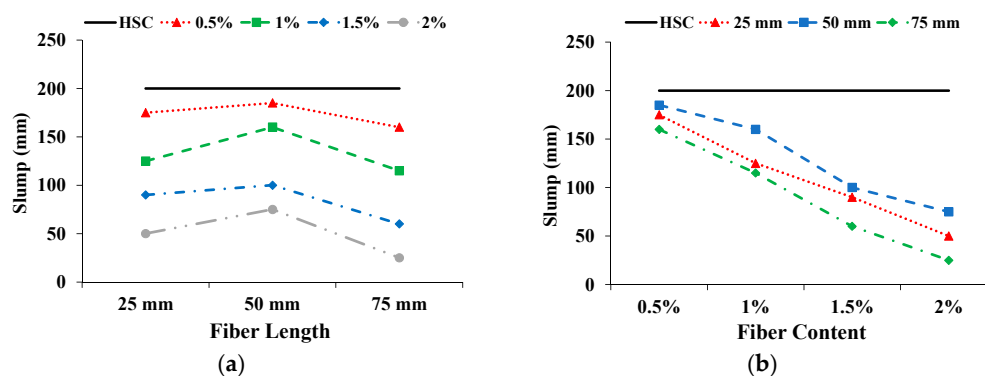 HSC 0.5% 1% 1.5% 2%
250
200
150
100
50
0
Slump (mm)
25 mm 50 mm 75 mm
Fiber Length
(a)
HSC 25 mm 50 mm 75 mm
250
200
150
100
50
0
Slump (mm)
0.5% 1% 1.5% 2%
Fiber Content
(b)